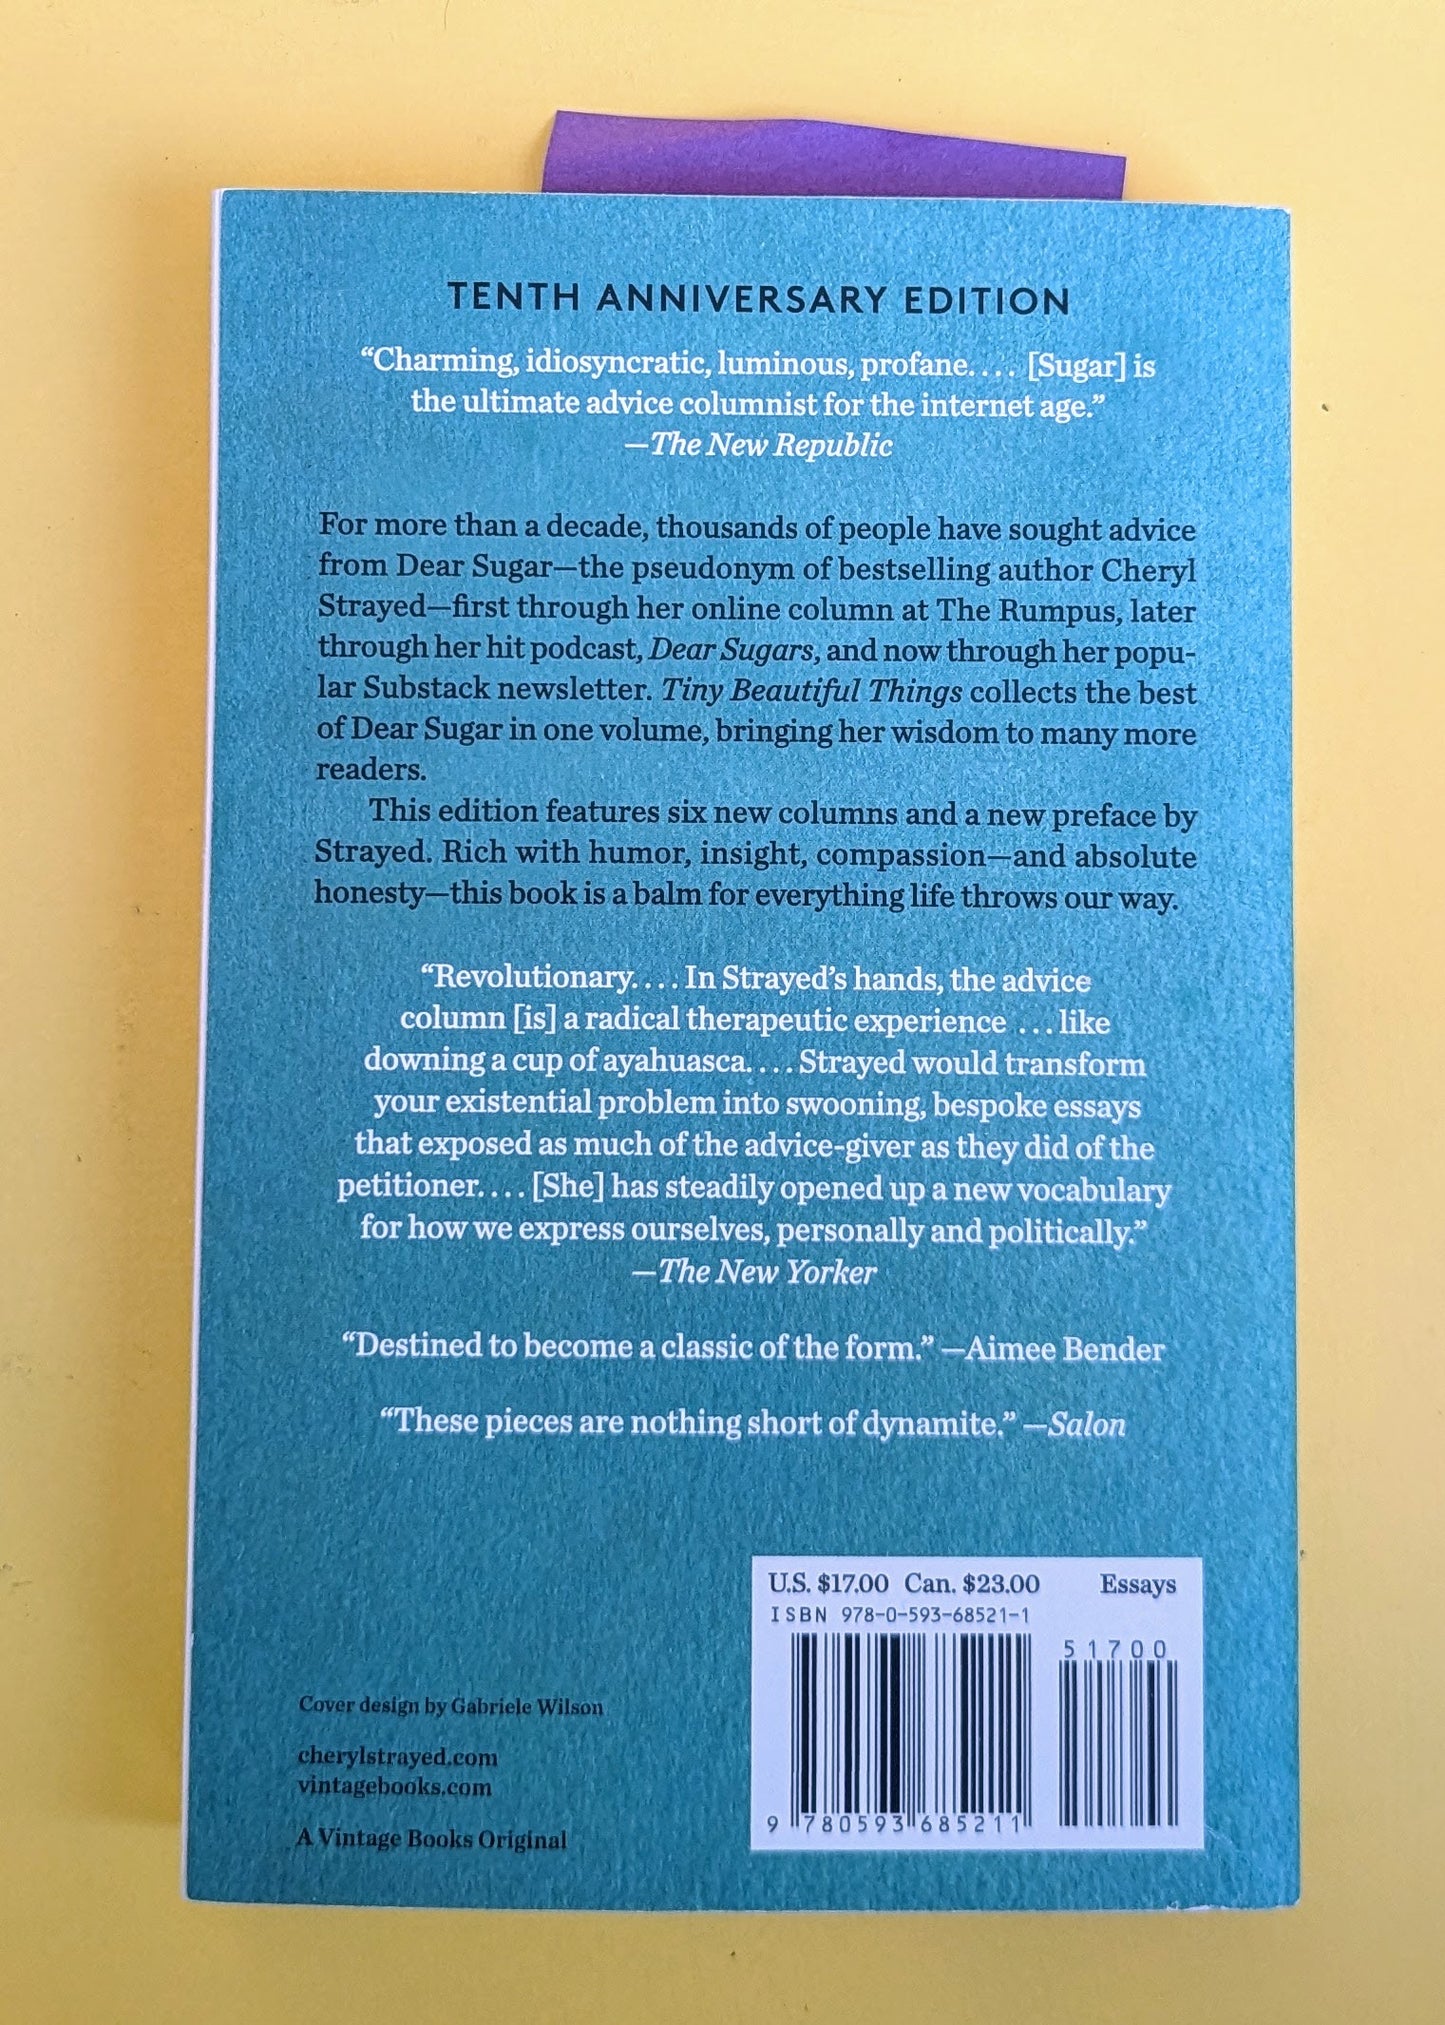 TENTH ANNIVERSARY EDITION
“Charming, idiosyncratic, luminous, profane. . . . [Sugar] is
the ultimate advice columnist for the internet age.”
—The New Republic
For more than a decade, thousands of people have sought advice
from Dear Sugar—the pseudonym of bestselling author Cheryl
Strayed—first through her online column at The Rumpus, later
through her hit podcast, Dear Sugars, and now through her popu-
lar Substack newsletter. Tiny Beautiful Things collects the best
of Dear Sugar in one volume, bringing her wisdom to many more
readers.
This edition features six new columns and a new preface by
Strayed. Rich with humor, insight, compassion—and absolute
honesty—this book is a balm for everything life throws our way.
“Revolutionary. . . . In Strayed’s hands, the advice
column [is] a radical therapeutic experience . . . like
downing a cup of ayahuasca. . . . Strayed would transform
your existential problem into swooning, bespoke essays
that exposed as much of the advice-giver as they did of the
petitioner. . . . [She] has steadily opened up a new vocabulary
for how we express ourselves, personally and politically.”
—The New Yorker
“Destined to become a classic of the form.” —Aimee Bender
“These pieces are nothing short of dynamite.” —Salon
U.S. $17.00 Can. $23.00 Essays
ISBN 978-0-593-68521-1
51700
9 780593 685211
Cover design by Gabriele Wilson
cherylstrayed.com
vintagebooks.com
A Vintage Books Original